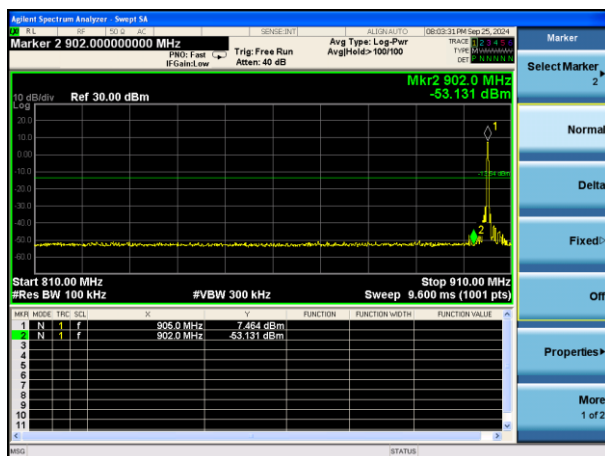 Agilent Spectrum Analyzer - Swept SA
RL RF 50 Ω AC SENSE:INT ALIGNAUTO 08:03:31 PM Sep 25, 2024
Marker 2 902.000000000 MHz
PNO: Fast
IFGain:Low
Trig: Free Run
Atten: 40 dB
Avg Type: Log-Pwr
Avg|Hold:> 100/100
TRACE 1 2 3 4 5 6
TYPE
DET P N N N N N
Mkr2 902.0 MHz
-53.131 dBm
10 dB/div Ref 30.00 dBm
Log
20.0
10.0
0.00
-10.0
-20.0
-30.0
-40.0
-50.0
-60.0
1
2
Start 810.00 MHz Stop 910.00 MHz
#Res BW 100 kHz #VBW 300 kHz Sweep 9.600 ms (1001 pts)
MKR MODE TRC SCL X Y FUNCTION FUNCTION WIDTH FUNCTION VALUE
1 N 1 f 905.0 MHz 7.464 dBm
2 N 1 f 902.0 MHz -53.131 dBm
3
4
5
6
7
8
9
10
11
MSG STATUS
Marker
Select Marker
2
Normal
Delta
Fixed
Off
Properties
More
1 of 2